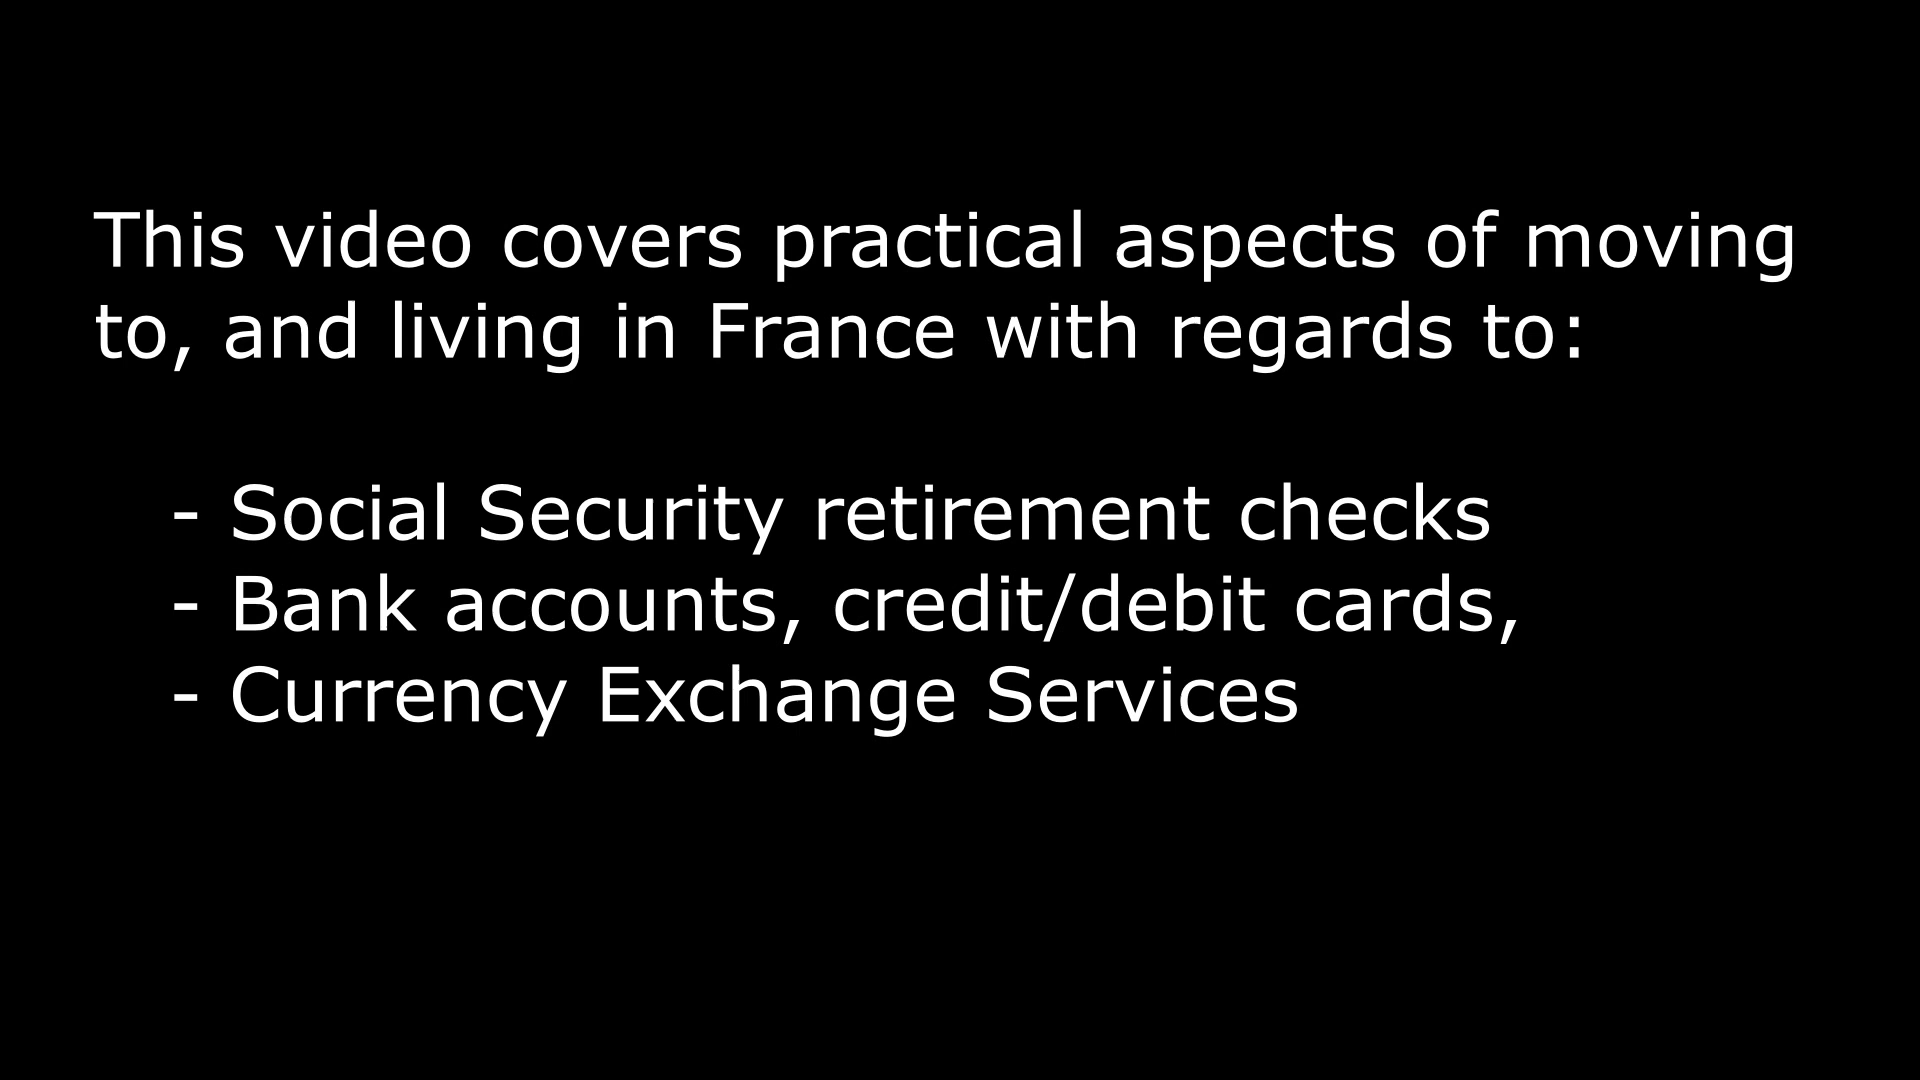 This video covers practical aspects of moving
to, and living in France with regards to:
- Social Security retirement checks
- Bank accounts, credit/debit cards,
- Currency Exchange Services